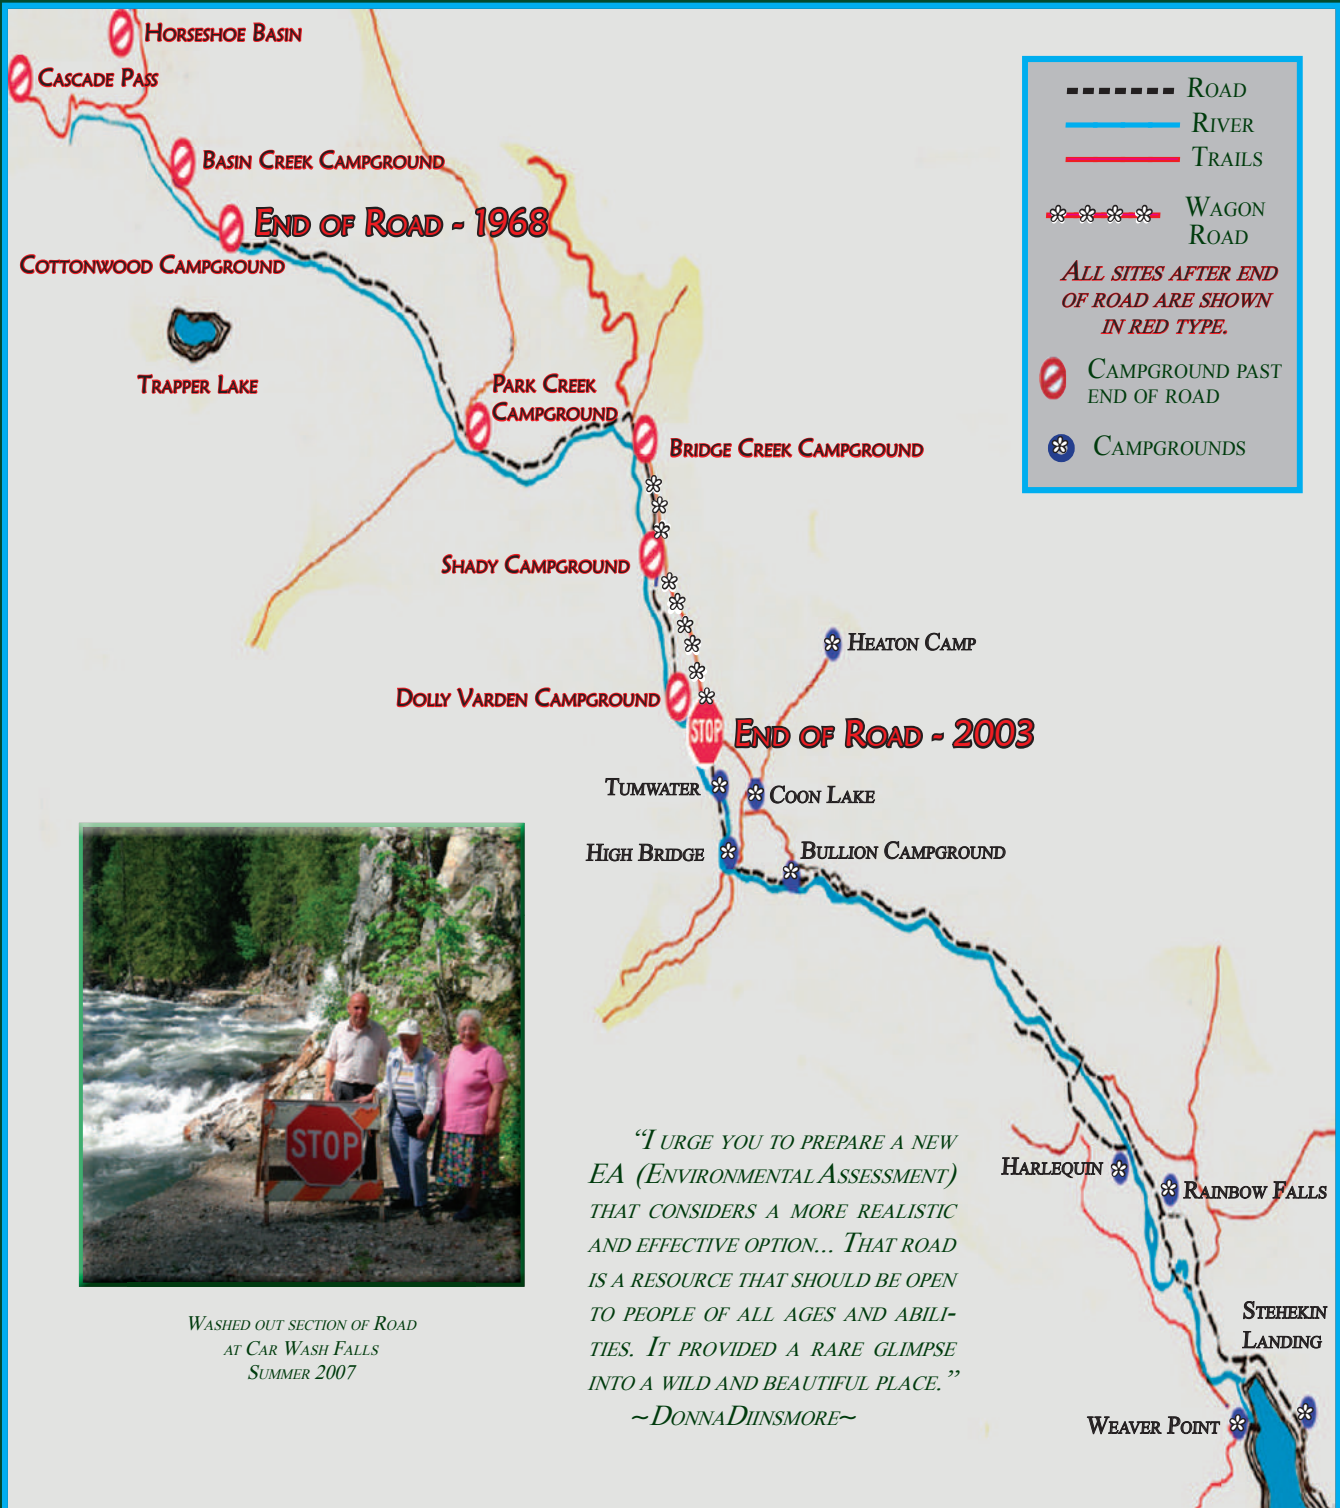 Horseshoe Basin
Cascade Pass
Basin Creek Campground
End of Road - 1968
Cottonwood Campground
Trapper Lake
Park Creek
Campground
Bridge Creek Campground
Shady Campground
Dolly Varden Campground
STOP
End of Road - 2003
Heaton Camp
Tumwater
Coon Lake
High Bridge
Bullion Campground
Harlequin
Rainbow Falls
Stehekin
Landing
Weaver Point
Road
River
Trails
Wagon
Road
All sites after end
of road are shown
in red type.
Campground past
end of road
Campgrounds
STOP
Washed out section of Road
at Car Wash Falls
Summer 2007
“I urge you to prepare a new
EA (Environmental Assessment)
that considers a more realistic
and effective option... That road
is a resource that should be open
to people of all ages and abili-
ties. It provided a rare glimpse
into a wild and beautiful place.”
~Donna Diinsmore~